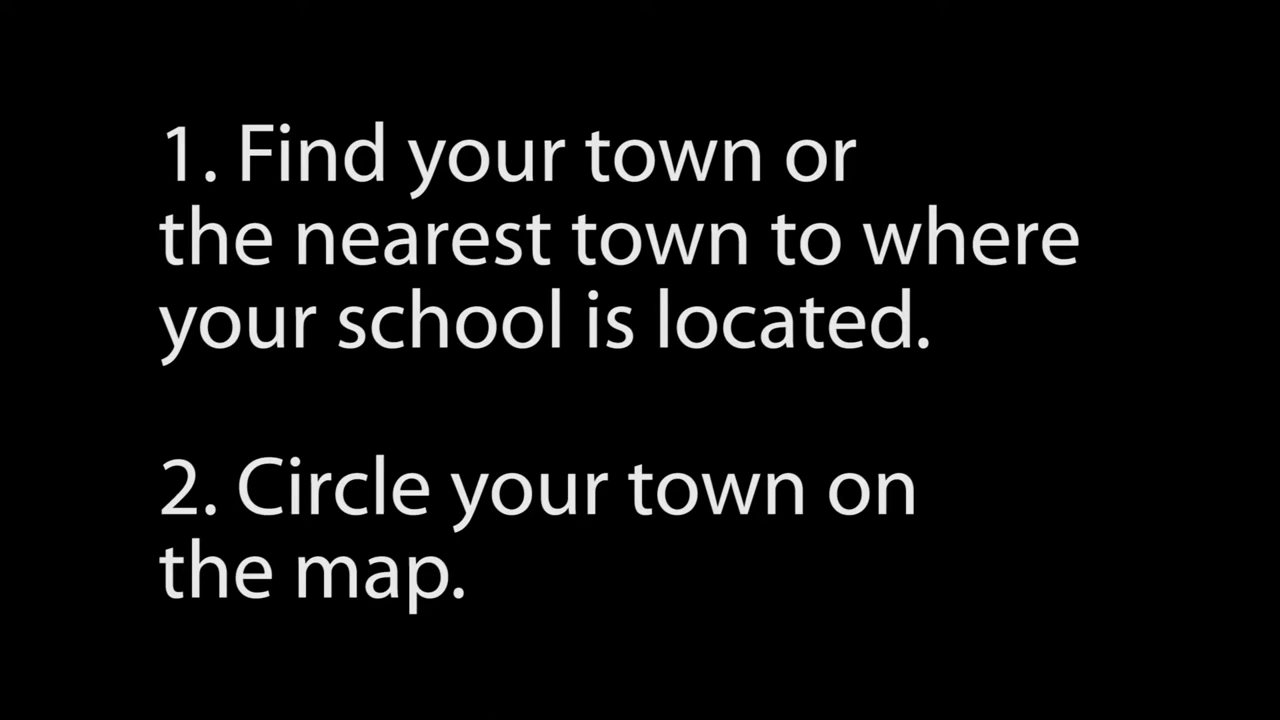 1. Find your town or
the nearest town to where
your school is located.
2. Circle your town on
the map.